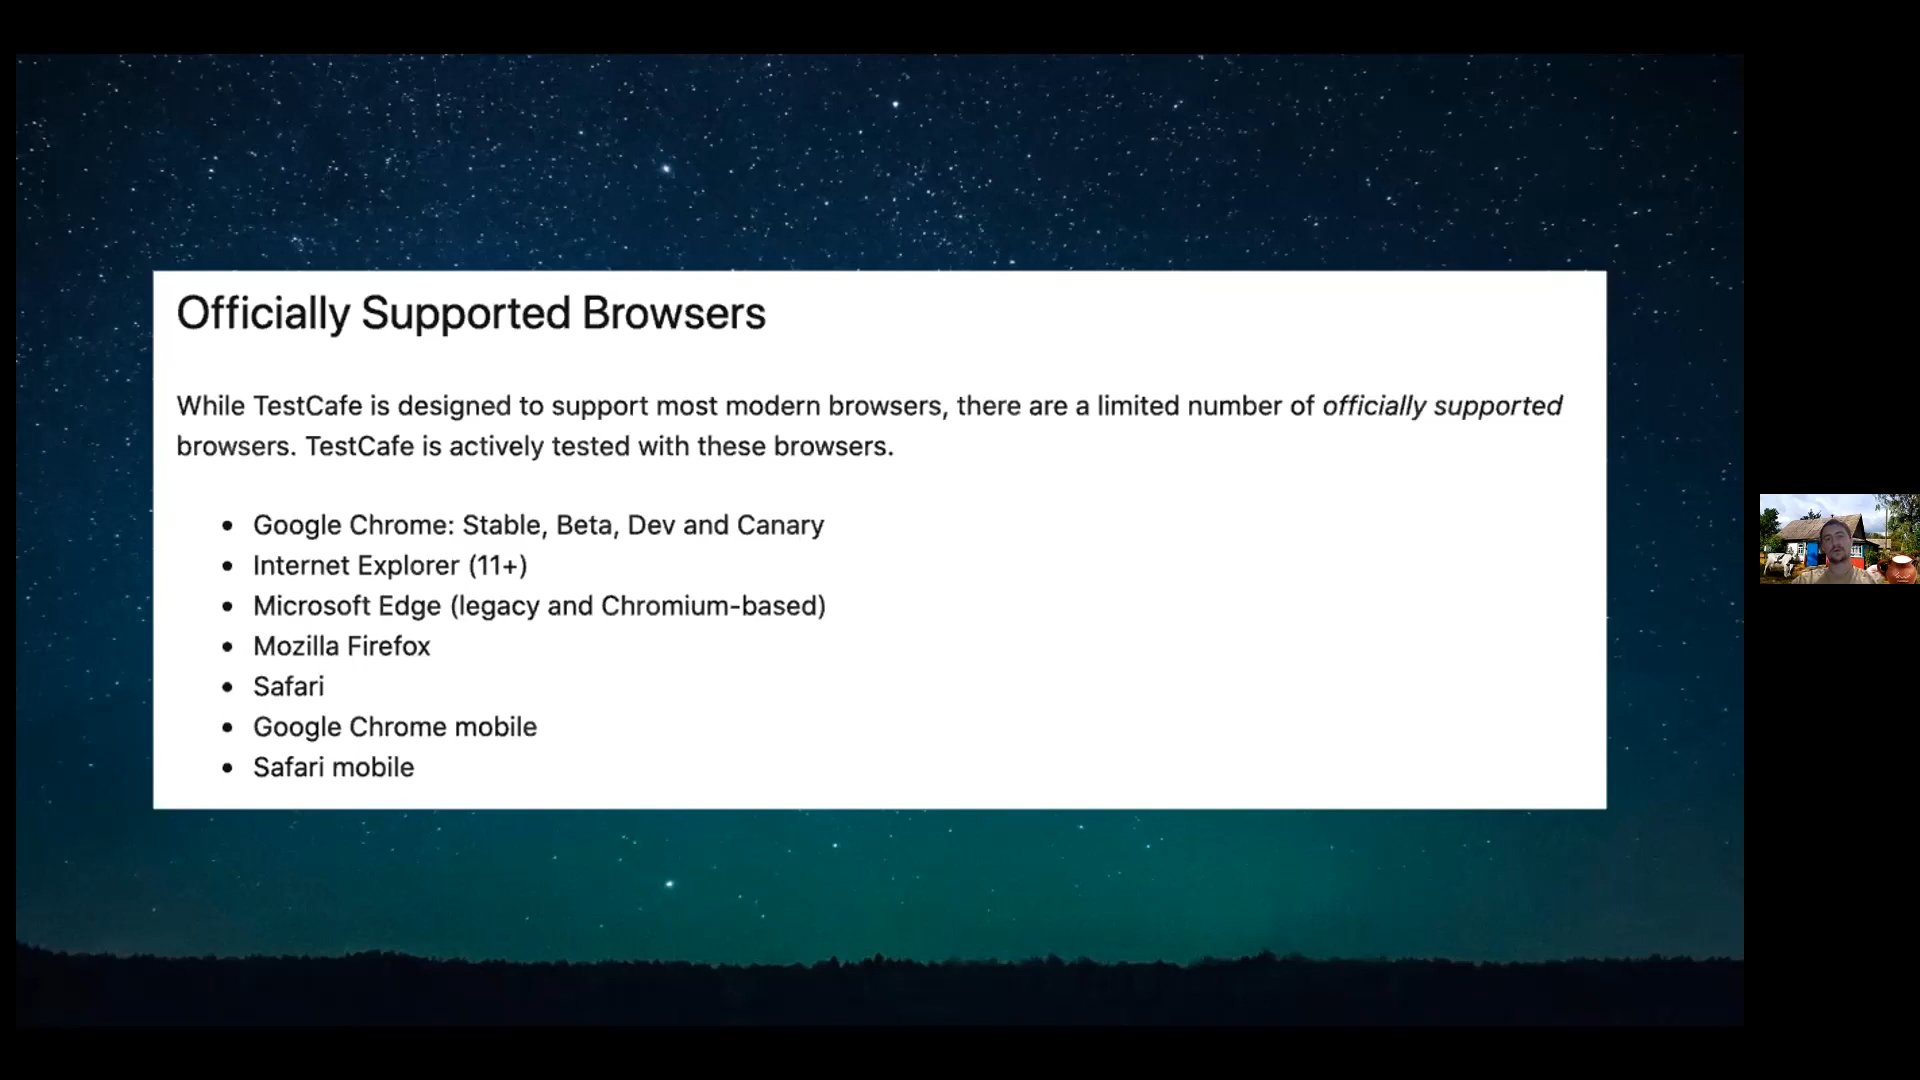 Officially Supported Browsers
While TestCafe is designed to support most modern browsers, there are a limited number of officially supported
browsers. TestCafe is actively tested with these browsers.
• Google Chrome: Stable, Beta, Dev and Canary
• Internet Explorer (11+)
• Microsoft Edge (legacy and Chromium-based)
• Mozilla Firefox
• Safari
• Google Chrome mobile
• Safari mobile